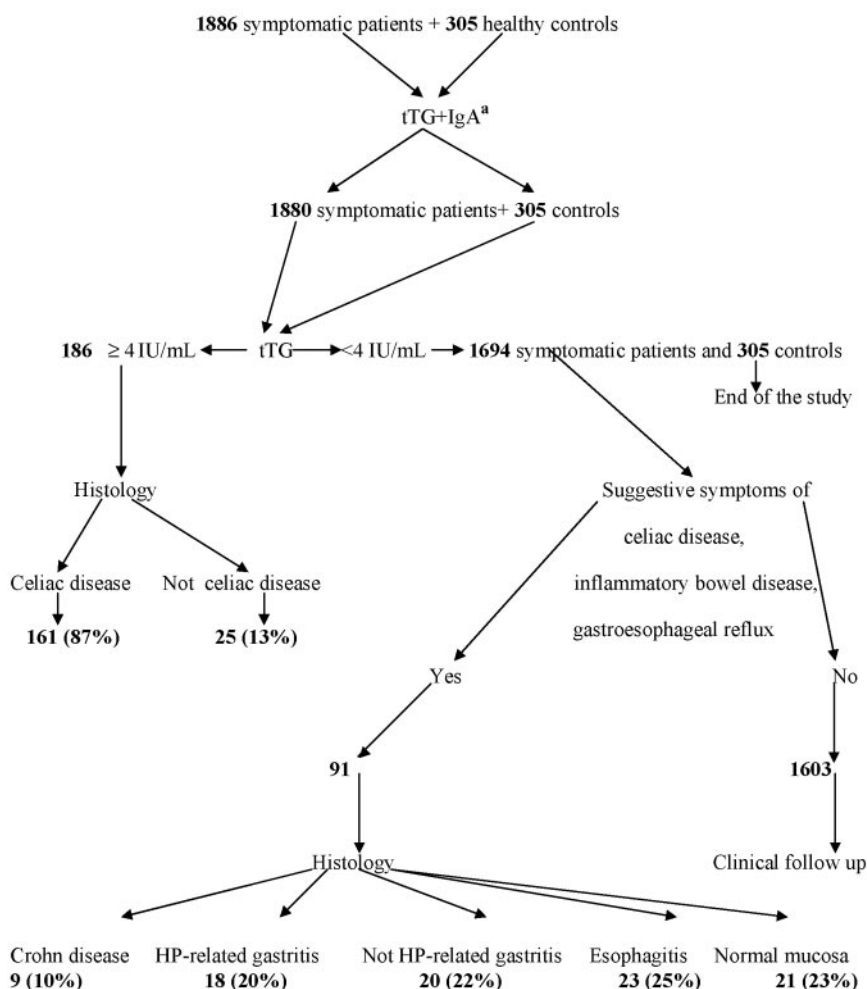 1886 symptomatic patients + 305 healthy controls
tTG+IgAa
1880 symptomatic patients+ 305 controls
186 ≥ 4 IU/mL tTG <4 IU/mL 1694 symptomatic patients and 305 controls
End of the study
Histology
Suggestive symptoms of
celiac disease,
inflammatory bowel disease,
gastroesophageal reflux
Celiac disease Not celiac disease
161 (87%) 25 (13%)
Yes No
91 1603
Histology Clinical follow up
Crohn disease HP-related gastritis Not HP-related gastritis Esophagitis Normal mucosa
9 (10%) 18 (20%) 20 (22%) 23 (25%) 21 (23%)